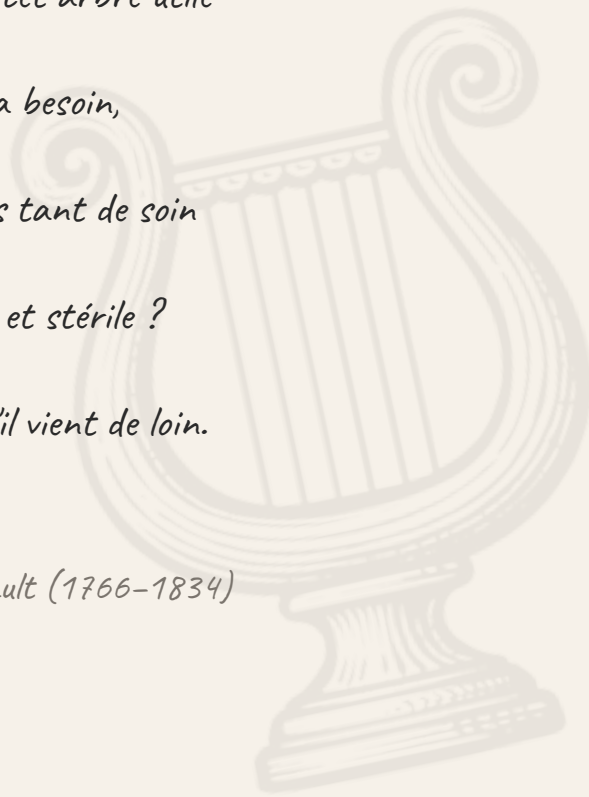 cet arbre utile
a besoin,
s tant de soin
et stérile ?
'il vient de loin.
ult (1766–1834)